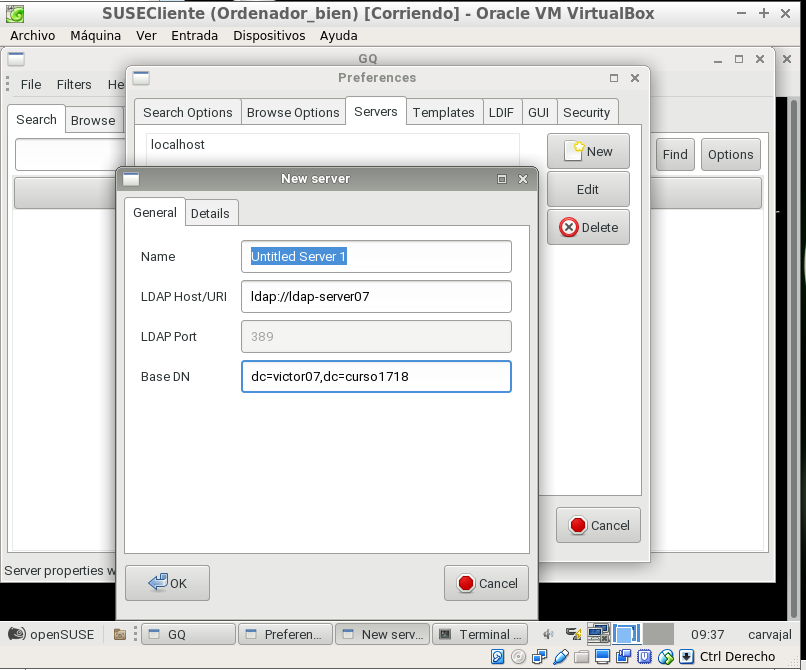 SUSECliente (Ordenador_bien) [Corriendo] - Oracle VM VirtualBox
Archivo Máquina Ver Entrada Dispositivos Ayuda
GQ
File Filters He
Preferences
Search Browse
Search Options Browse Options Servers Templates LDIF GUI Security
localhost
New
Find Options
Edit
Delete
New server
General Details
Name Untitled Server 1
LDAP Host/URI ldap://ldap-server07
LDAP Port 389
Base DN dc=victor07,dc=curso1718
Cancel
Server properties w
OK Cancel
openSUSE GQ Preferen... New serv... Terminal ... 09:37 carvajal
Ctrl Derecho